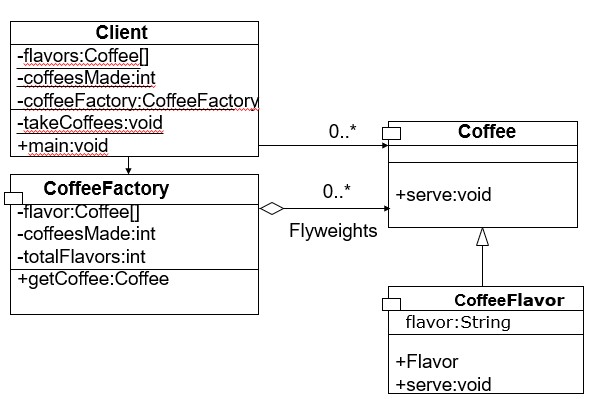 Client
-flavors:Coffee[]
-coffeesMade:int
-coffeeFactory:CoffeeFactory
-takeCoffees:void
+main:void
0..*
Coffee
+serve:void
CoffeeFactory
-flavor:Coffee[]
-coffeesMade:int
-totalFlavors:int
+getCoffee:Coffee
0..*
Flyweights
CoffeeFlavor
flavor:String
+Flavor
+serve:void